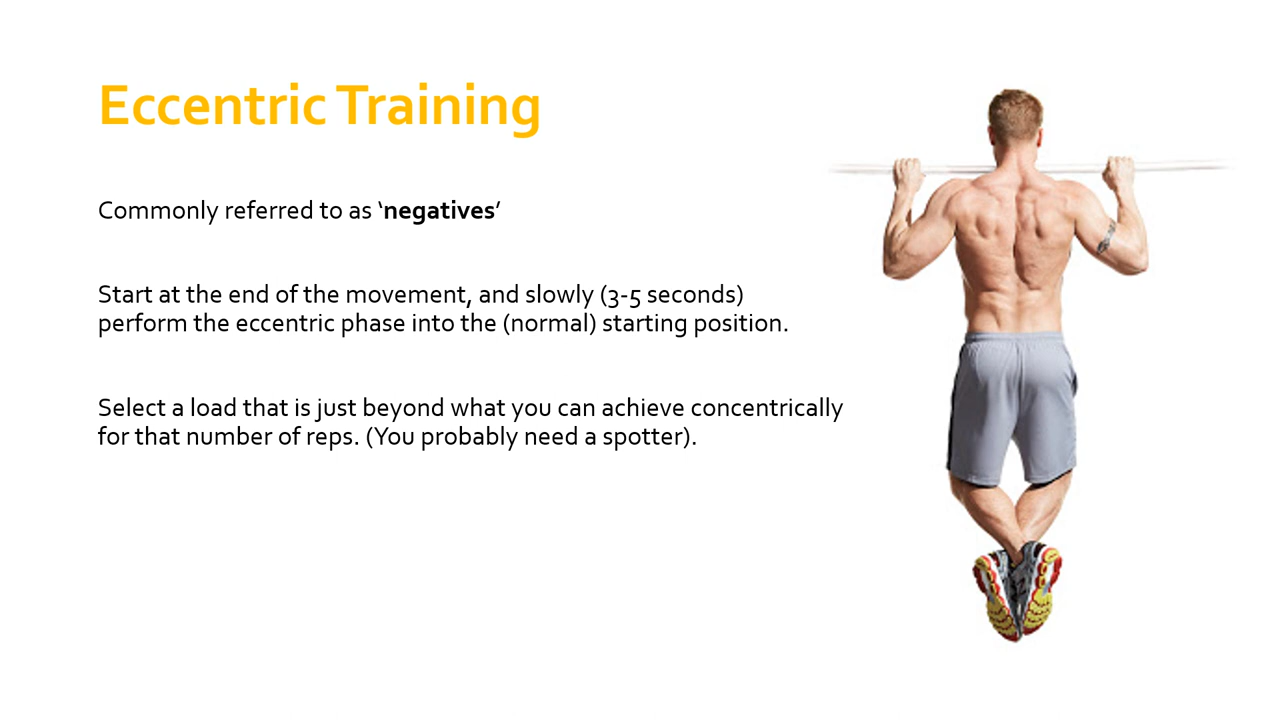 Eccentric Training
Commonly referred to as ‘negatives’
Start at the end of the movement, and slowly (3-5 seconds)
perform the eccentric phase into the (normal) starting position.
Select a load that is just beyond what you can achieve concentrically
for that number of reps. (You probably need a spotter).